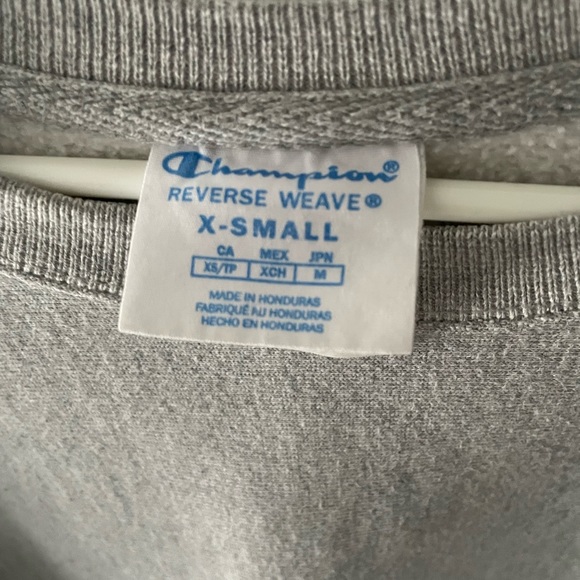 Champion®
REVERSE WEAVE®
X-SMALL
CA MEX JPN
XS/TP XCH M
MADE IN HONDURAS
FABRIQUÉ AU HONDURAS
HECHO EN HONDURAS